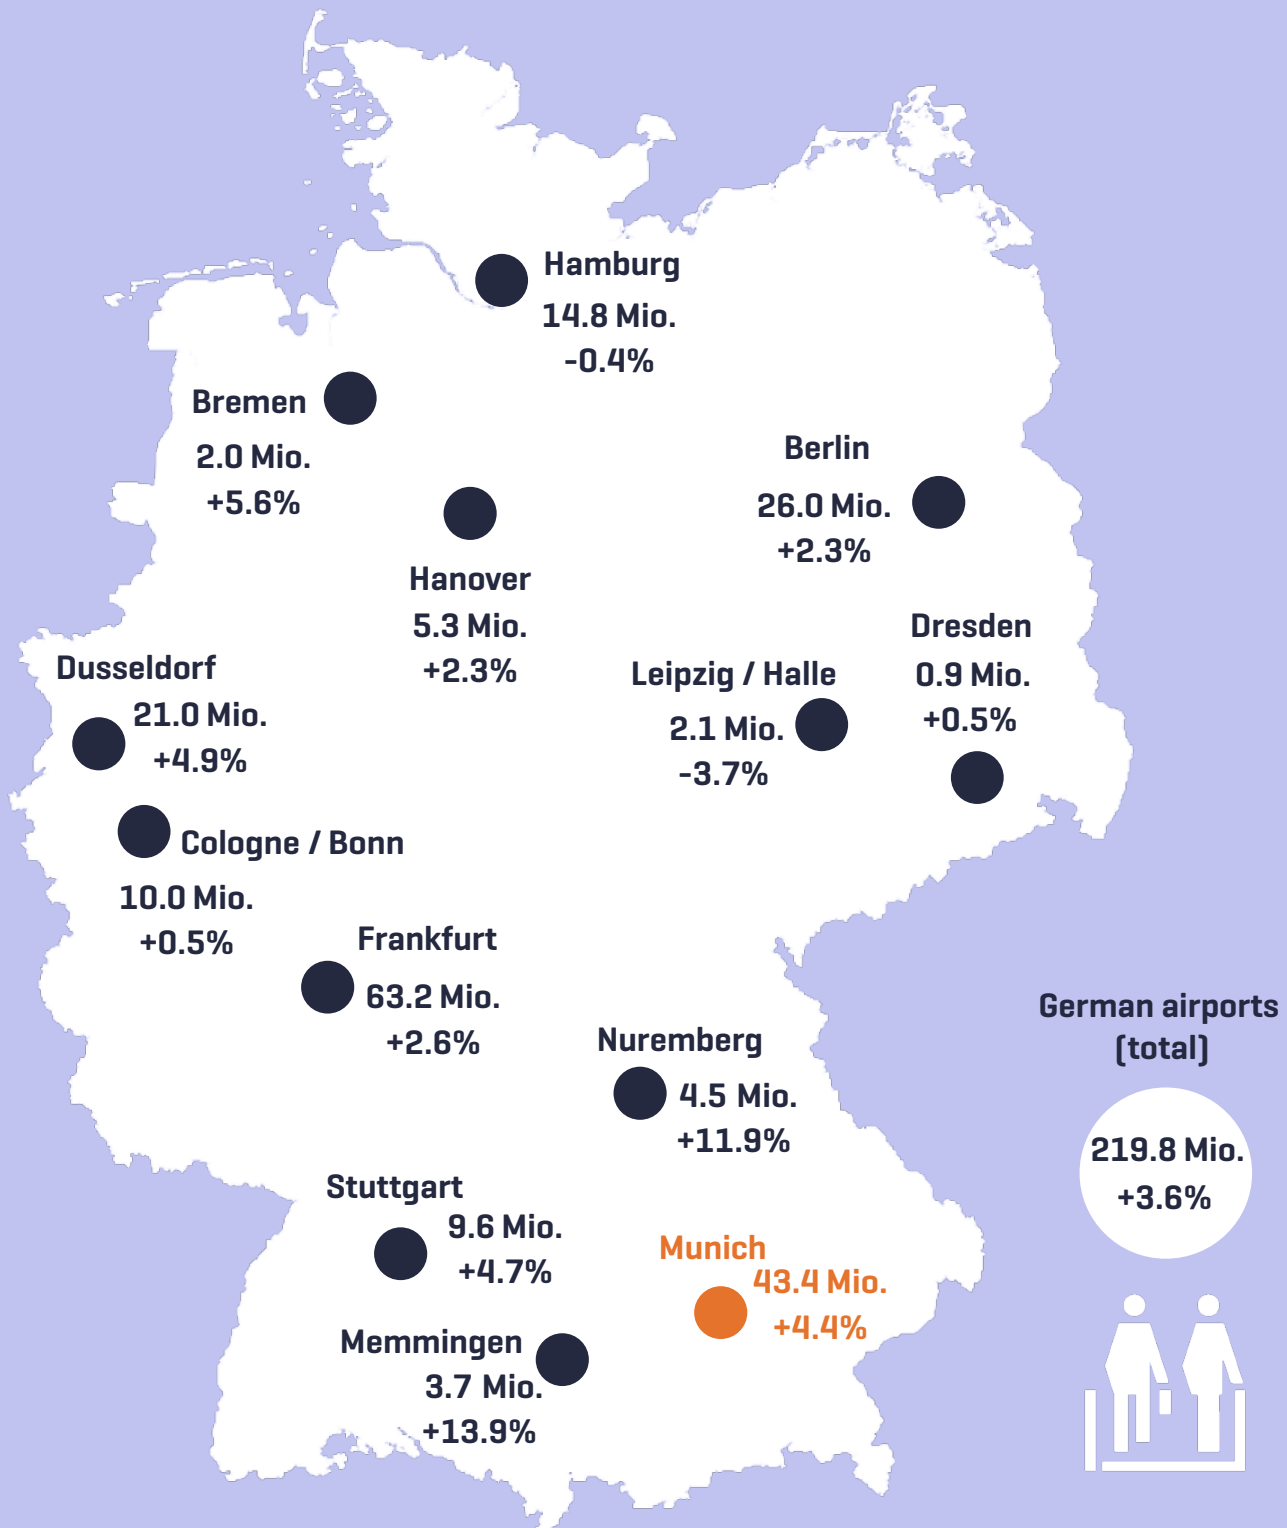 Hamburg
14.8 Mio.
-0.4%
Bremen
2.0 Mio.
+5.6%
Berlin
26.0 Mio.
+2.3%
Hanover
5.3 Mio.
+2.3%
Dresden
0.9 Mio.
+0.5%
Dusseldorf
21.0 Mio.
+4.9%
Leipzig / Halle
2.1 Mio.
-3.7%
Cologne / Bonn
10.0 Mio.
+0.5%
Frankfurt
63.2 Mio.
+2.6%
German airports
(total)
219.8 Mio.
+3.6%
Nuremberg
4.5 Mio.
+11.9%
Stuttgart
9.6 Mio.
+4.7%
Munich
43.4 Mio.
+4.4%
Memmingen
3.7 Mio.
+13.9%